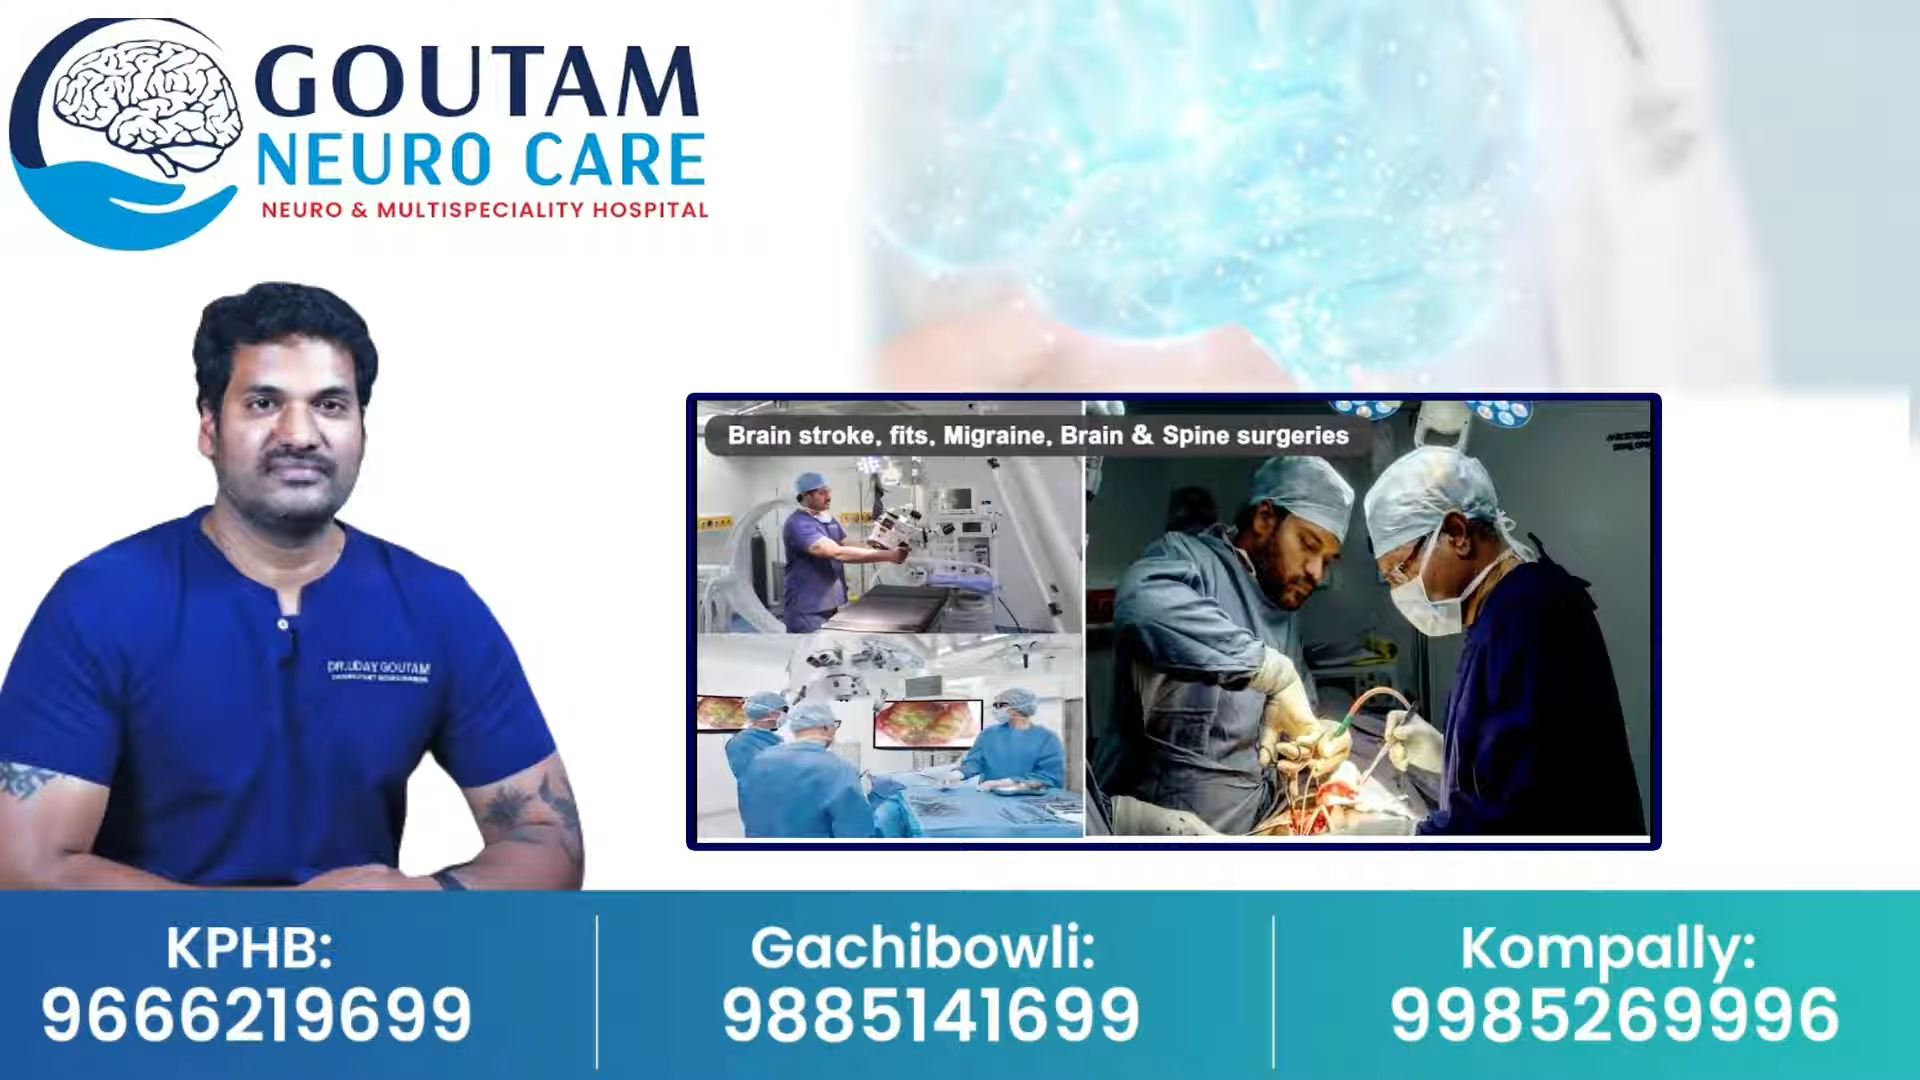 GOUTAM
NEURO CARE
NEURO & MULTISPECIALITY HOSPITAL
Brain stroke, fits, Migraine, Brain & Spine surgeries
DR.UDAY GOUTAM
KPHB:
9666219699
Gachibowli:
9885141699
Kompally:
9985269996